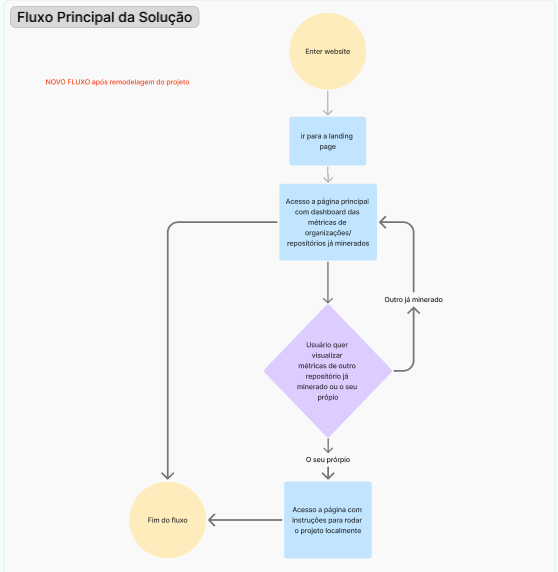 Fluxo Principal da Solução
Enter website
NOVO FLUXO após remodelagem do projeto
ir para a landing
page
Acesso a página principal
com dashboard das
métricas de
organizações/
repositórios já minerados
Outro já minerado
Usuário quer
visualizar
métricas de outro
repositório já
minerado ou o seu
própio
O seu prórpio
Acesso a página com
instruções para rodar
o projeto localmente
Fim do fluxo